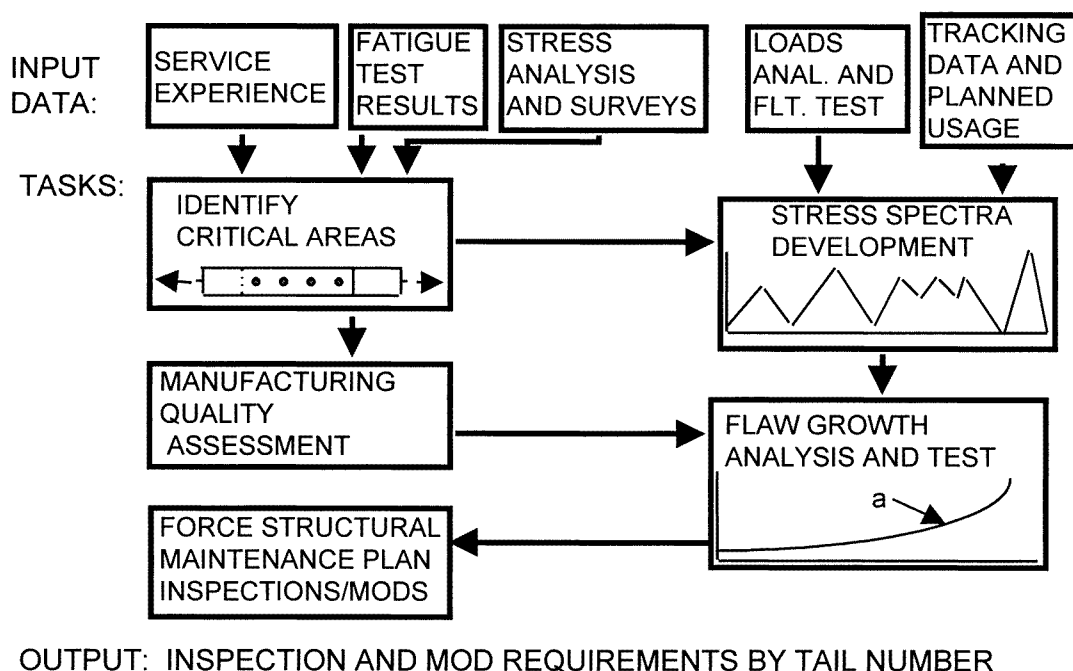 INPUT
DATA:
SERVICE
EXPERIENCE
FATIGUE
TEST
RESULTS
STRESS
ANALYSIS
AND SURVEYS
LOADS
ANAL. AND
FLT. TEST
TRACKING
DATA AND
PLANNED
USAGE
TASKS:
IDENTIFY
CRITICAL AREAS
STRESS SPECTRA
DEVELOPMENT
MANUFACTURING
QUALITY
ASSESSMENT
FLAW GROWTH
ANALYSIS AND TEST
a
FORCE STRUCTURAL
MAINTENANCE PLAN
INSPECTIONS/MODS
OUTPUT: INSPECTION AND MOD REQUIREMENTS BY TAIL NUMBER